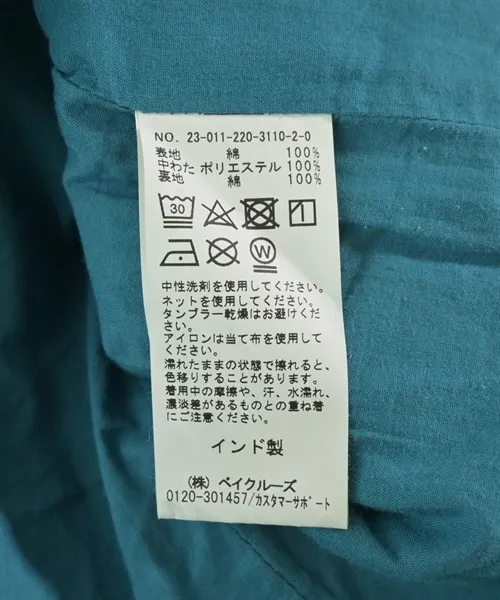 NO. 23-011-220-3110-2-0
表地 綿 100%
中わた ポリエステル 100%
裏地 綿 100%
30
W
中性洗剤を使用してください。
ネットを使用してください。
タンブラー乾燥はお避けくださ
い。
アイロンは当て布を使用して
ください。
濡れたままの状態で擦れると、
色移りすることがあります。
着用中の摩擦や、汗、水濡れ、
濃淡差があるものとの重ね着
にご注意ください。
インド製
(株) ベイクルーズ
0120-301457/カスタマーサポート